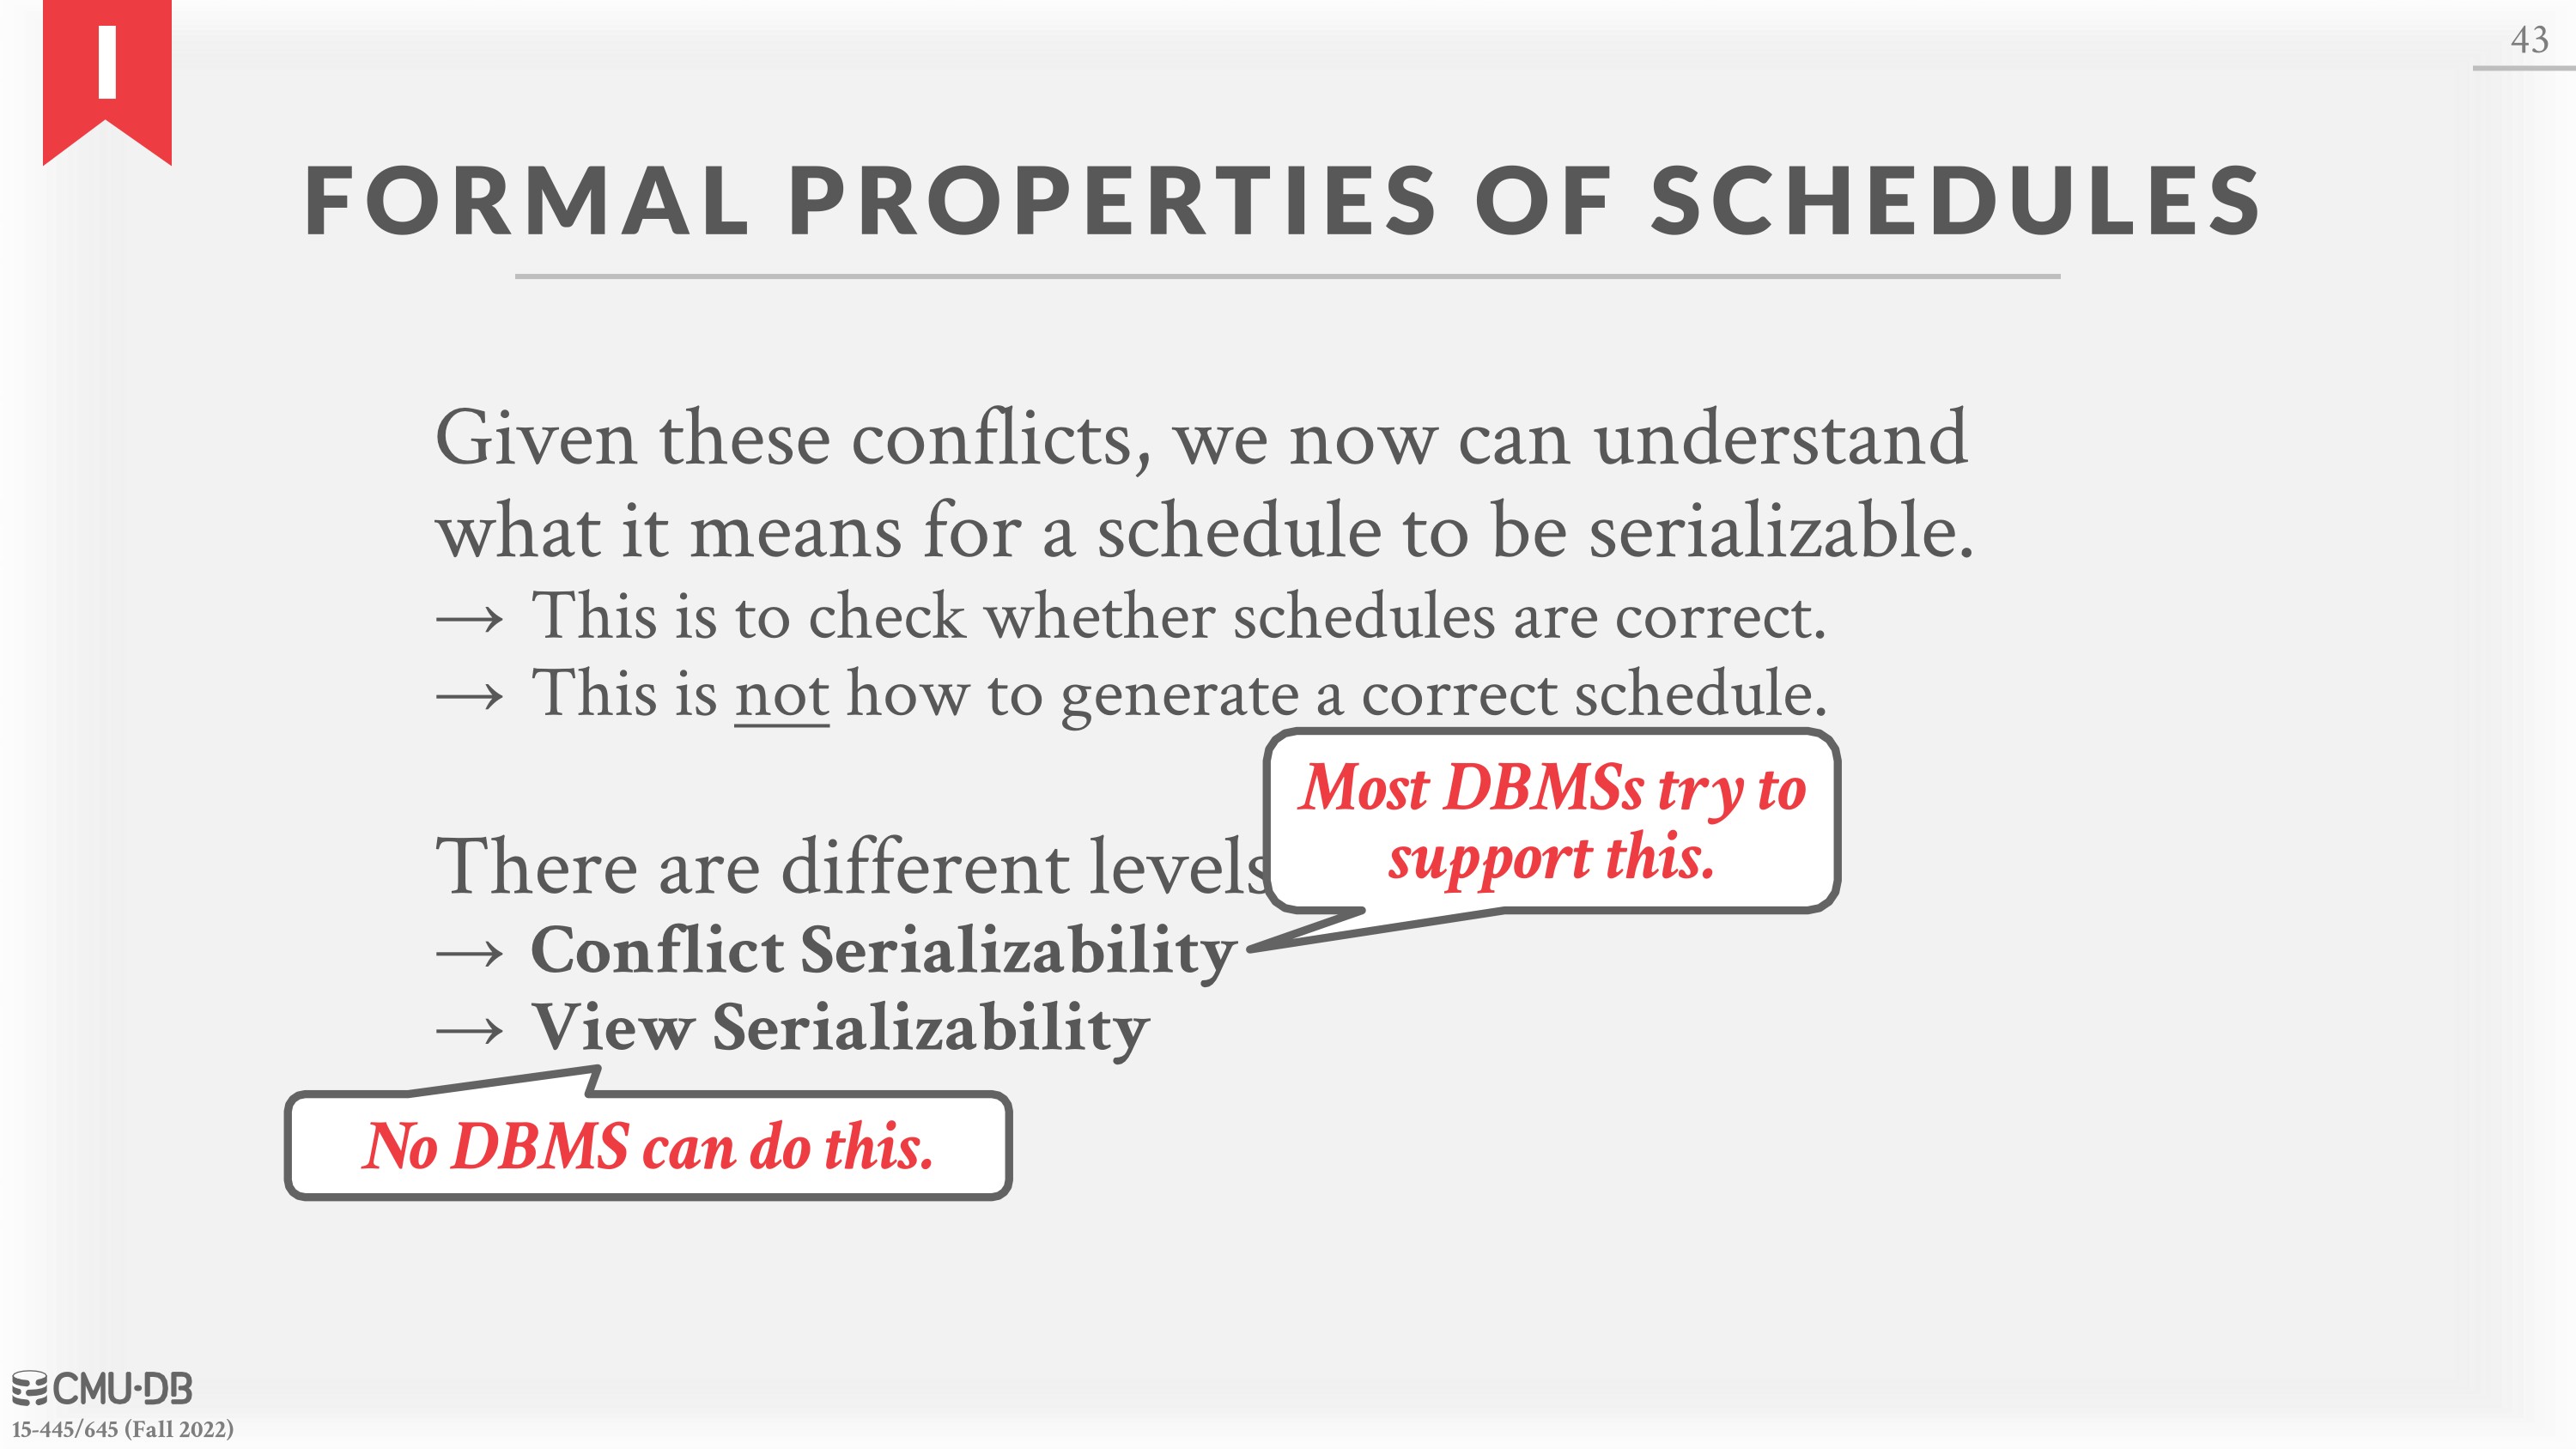 I
43
FORMAL PROPERTIES OF SCHEDULES
Given these conflicts, we now can understand
what it means for a schedule to be serializable.
→ This is to check whether schedules are correct.
→ This is not how to generate a correct schedule.
Most DBMSs try to
support this.
There are different levels
→ Conflict Serializability
→ View Serializability
No DBMS can do this.
CMU·DB
15-445/645 (Fall 2022)